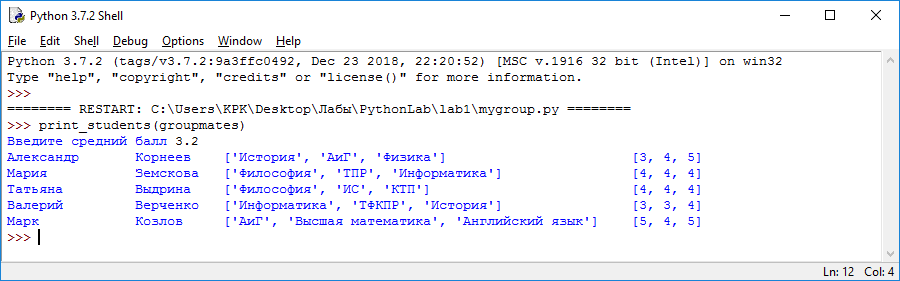 Python 3.7.2 Shell
File Edit Shell Debug Options Window Help
Python 3.7.2 (tags/v3.7.2:9a3ffc0492, Dec 23 2018, 22:20:52) [MSC v.1916 32 bit (Intel)] on win32
Type "help", "copyright", "credits" or "license()" for more information.
>>>
======== RESTART: C:\Users\KPK\Desktop\Лабы\PythonLab\lab1\mygroup.py ========
>>> print_students(groupmates)
Введите средний балл 3.2
Александр Корнеев ['История', 'АиГ', 'Физика'] [3, 4, 5]
Мария Земскова ['Философия', 'ТПР', 'Информатика'] [4, 4, 4]
Татьяна Выдрина ['Философия', 'ИС', 'КТП'] [4, 4, 4]
Валерий Верченко ['Информатика', 'ТФКПР', 'История'] [3, 3, 4]
Марк Козлов ['АиГ', 'Высшая математика', 'Английский язык'] [5, 4, 5]
>>>
Ln: 12 Col: 4